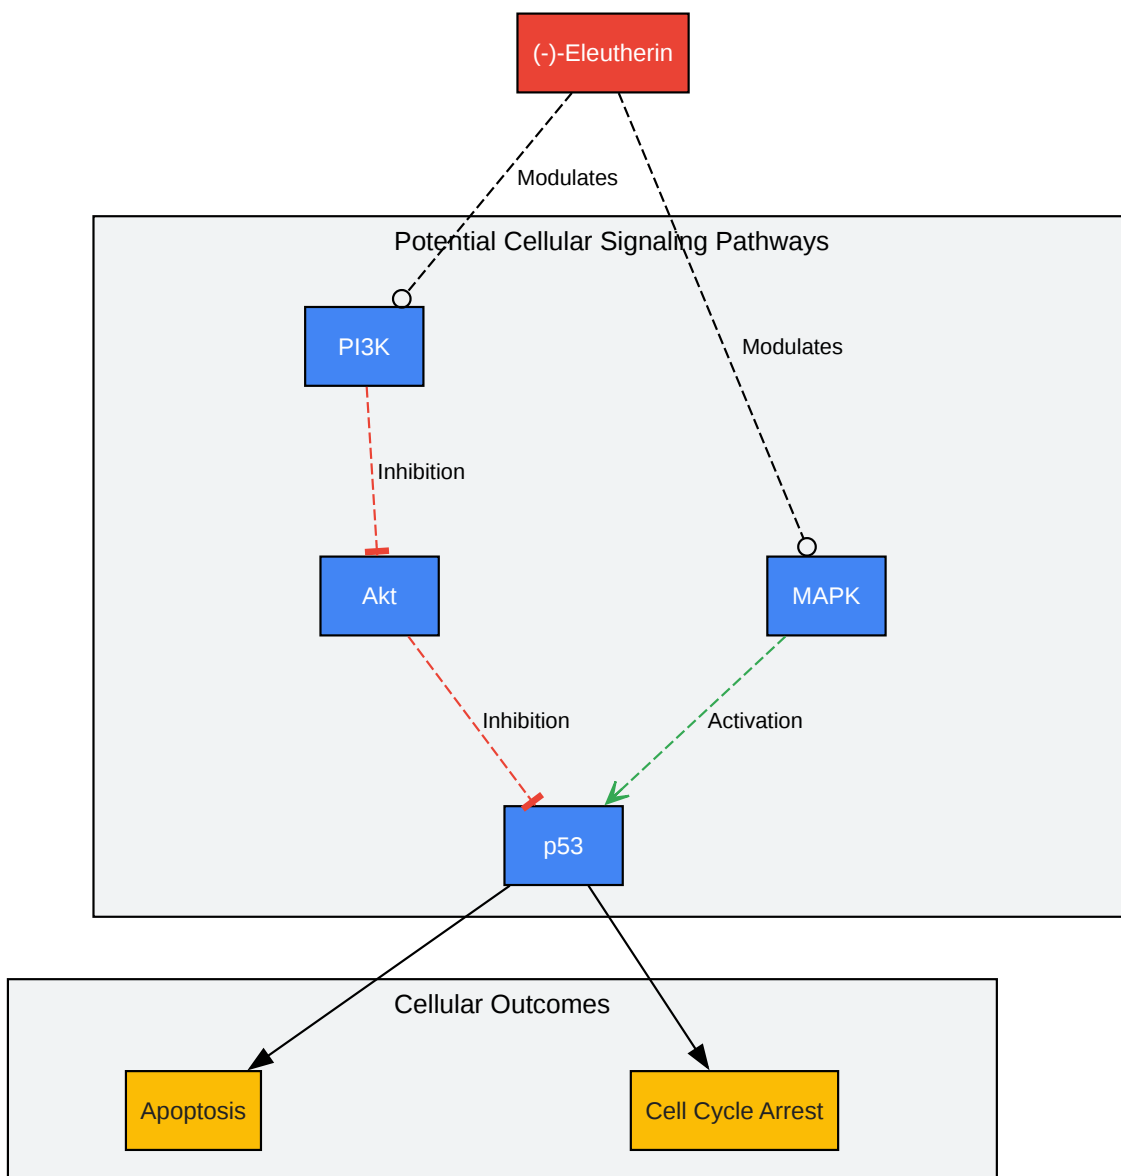 (-)-Eleutherin
Modulates
Potential Cellular Signaling Pathways
PI3K
Modulates
Inhibition
Akt
MAPK
Inhibition
Activation
p53
Cellular Outcomes
Apoptosis
Cell Cycle Arrest